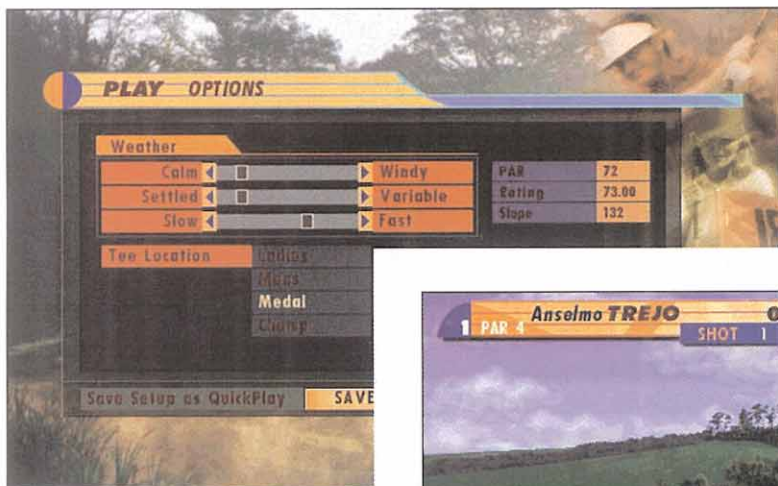 PLAY OPTIONS
Weather
Calm Windy
Settled Variable
Slow Fast
PAR 72
Rating 73.00
Slope 132
Tee Location
Ladies
Mens
Medal
Champ
Save Setup as QuickPlay SAVE
Anselmo TREJO
1 PAR 4
SHOT 1